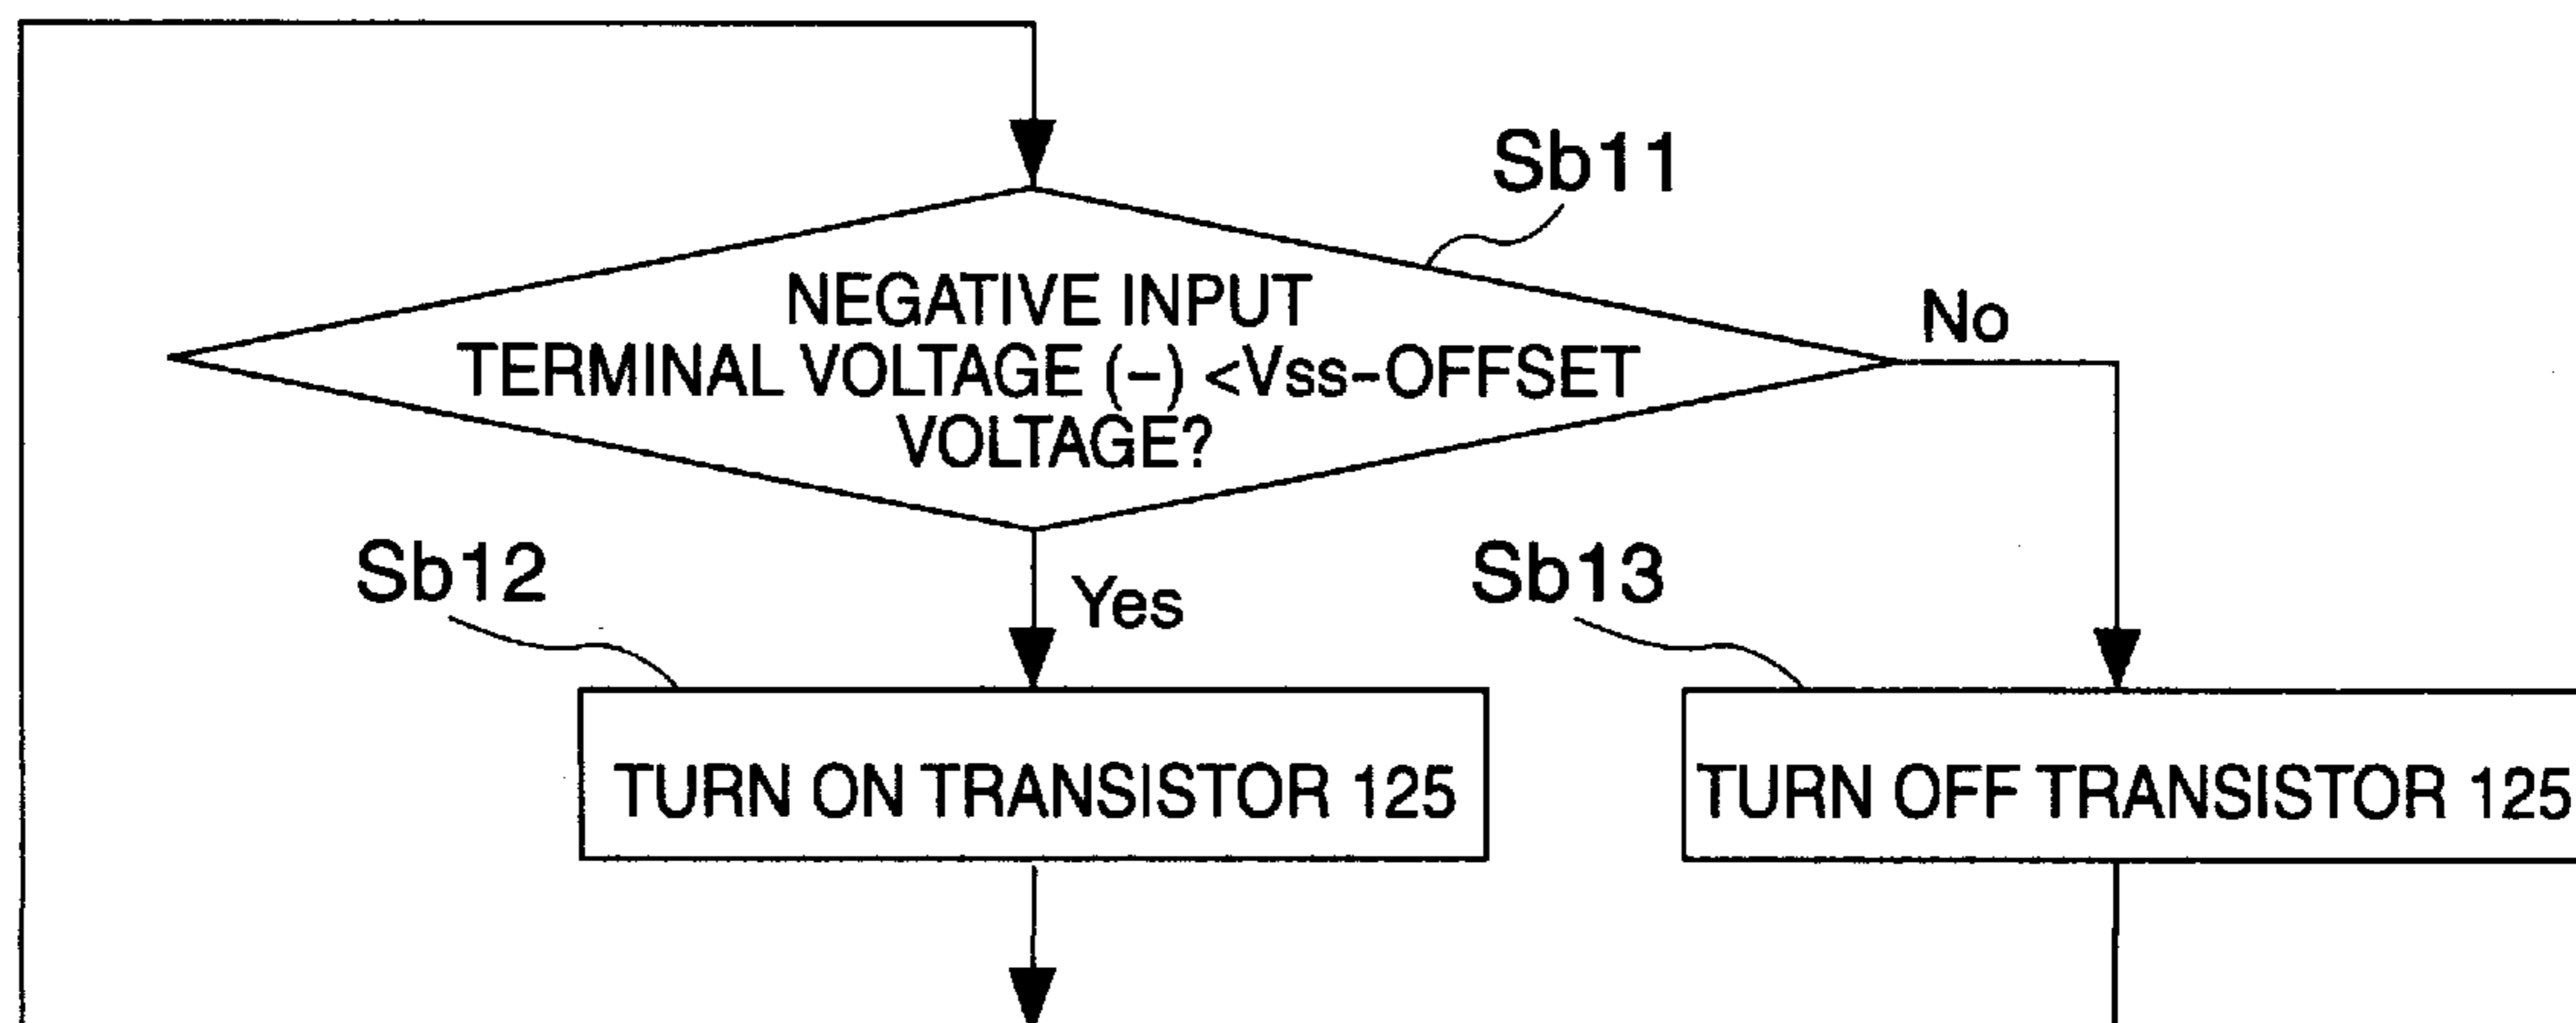 Sb11
NEGATIVE INPUT
TERMINAL VOLTAGE (-) <Vss-OFFSET
VOLTAGE?
No
Yes
Sb12
TURN ON TRANSISTOR 125
Sb13
TURN OFF TRANSISTOR 125